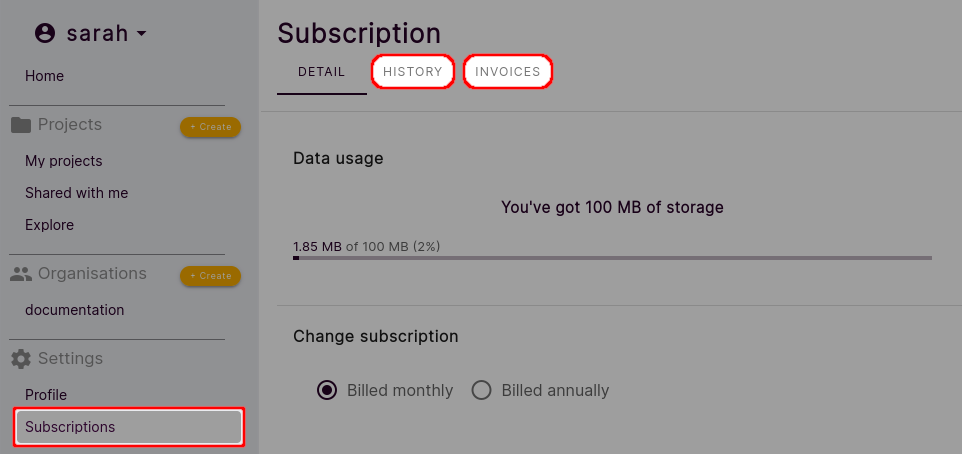 sarah
Home
Projects
+ Create
My projects
Shared with me
Explore
Organisations
+ Create
documentation
Settings
Profile
Subscriptions
Subscription
DETAIL HISTORY INVOICES
Data usage
You've got 100 MB of storage
1.85 MB of 100 MB (2%)
Change subscription
Billed monthly Billed annually